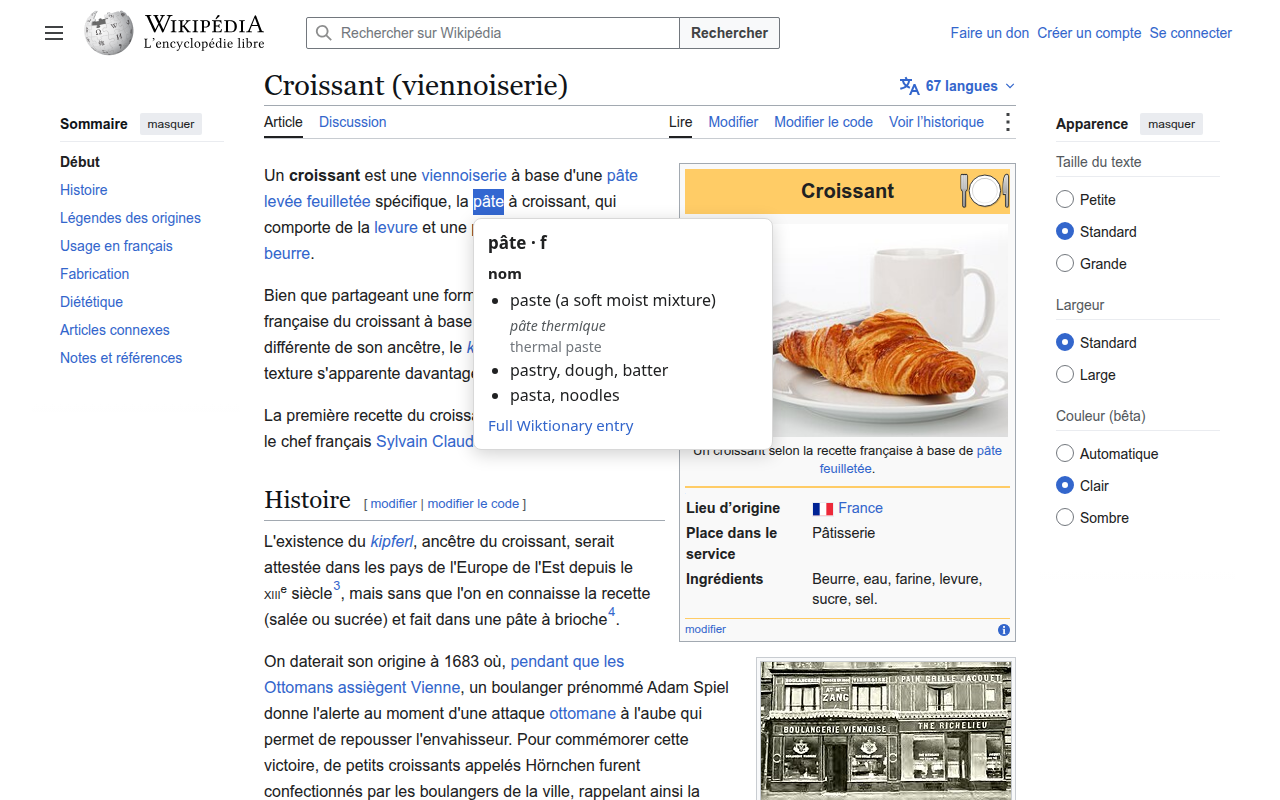 WIKIPÉDIA
L'encyclopédie libre
Rechercher sur Wikipédia
Rechercher
Faire un don Créer un compte Se connecter
Sommaire masquer
Début
Histoire
Légendes des origines
Usage en français
Fabrication
Diététique
Articles connexes
Notes et références
Croissant (viennoiserie)
67 langues
Article Discussion
Lire Modifier Modifier le code Voir l'historique
Un croissant est une viennoiserie à base d'une pâte
levée feuilletée spécifique, la pâte à croissant, qui
comporte de la levure et une
beurre.
Bien que partageant une
française du croissant à base
différente de son ancêtre, le
texture s'apparente
La première recette du
le chef français Sylvain
pâte · f
nom
• paste (a soft moist mixture)
pâte thermique
thermal paste
• pastry, dough, batter
• pasta, noodles
Full Wiktionary entry
Croissant
Un croissant selon la recette française à base de pâte
feuilletée.
Lieu d'origine France
Place dans le service Pâtisserie
Ingrédients Beurre, eau, farine, levure,
sucre, sel.
modifier
Histoire [ modifier | modifier le code ]
L'existence du kipferl, ancêtre du croissant, serait
attestée dans les pays de l'Europe de l'Est depuis le
XIIIe siècle3, mais sans que l'on en connaisse la recette
(salée ou sucrée) et fait dans une pâte à brioche4.
On daterait son origine à 1683 où, pendant que les
Ottomans assiègent Vienne, un boulanger prénommé Adam Spiel
donne l'alerte au moment d'une attaque ottomane à l'aube qui
permet de repousser l'envahisseur. Pour commémorer cette
victoire, de petits croissants appelés Hörnchen furent
confectionnés par les boulangers de la ville, rappelant ainsi la
PAIN GRILLÉ JACQUET
ZANG
BOULANGERIE VIENNOISE
THE RICHELIEU
Apparence masquer
Taille du texte
Petite
Standard
Grande
Largeur
Standard
Large
Couleur (bêta)
Automatique
Clair
Sombre